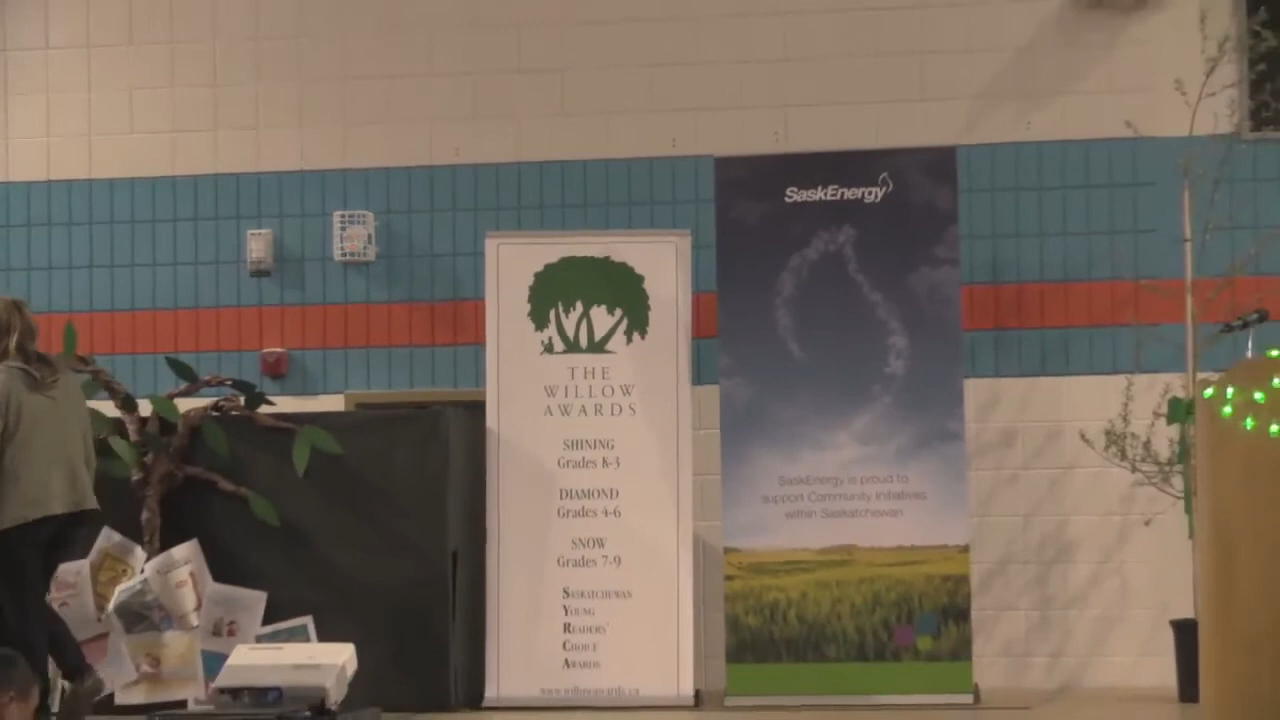 THE
WILLOW
AWARDS
SHINING
Grades K-3
DIAMOND
Grades 4-6
SNOW
Grades 7-9
SASKATCHEWAN
YOUNG
READERS'
CHOICE
AWARDS
www.willowawards.ca
SaskEnergy
SaskEnergy is proud to
support Community Initiatives
within Saskatchewan